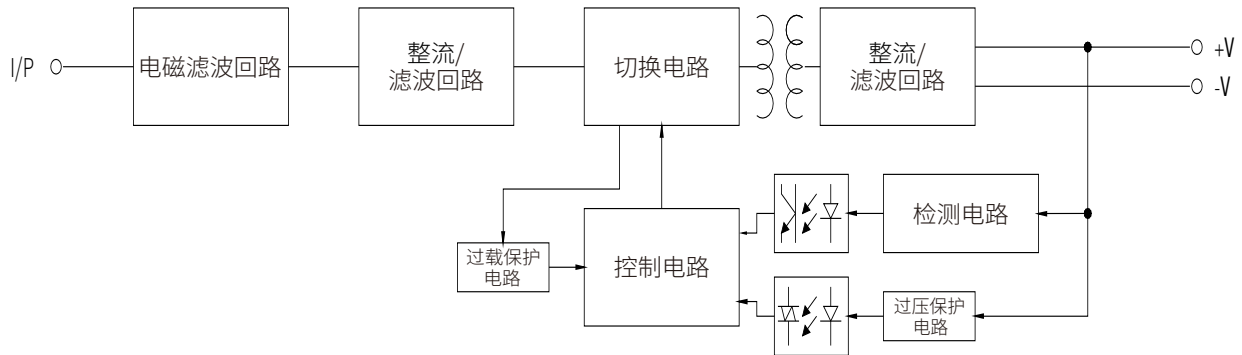 I/P
电磁滤波回路
整流/
滤波回路
切换电路
整流/
滤波回路
+V
-V
过载保护
电路
控制电路
检测电路
过压保护
电路